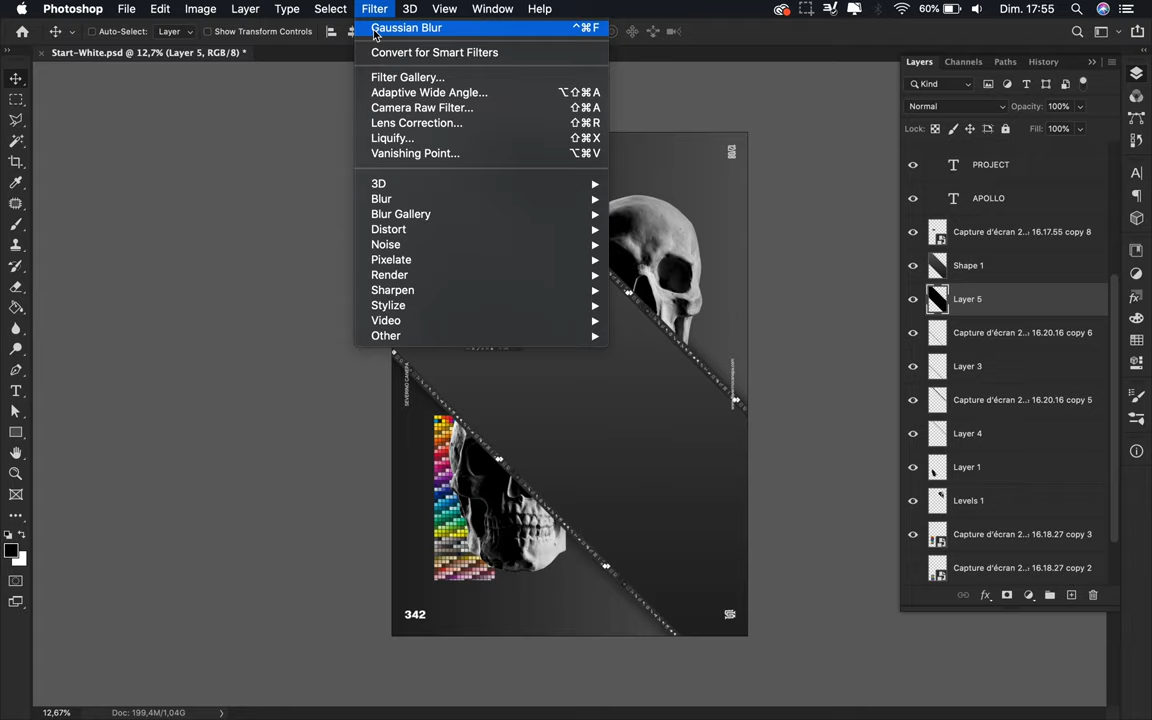 Photoshop File Edit Image Layer Type Select Filter 3D View Window Help 60% Dim. 17:55
Auto-Select: Layer Show Transform Controls
Start-White.psd @ 12,7% (Layer 5, RGB/8*) *
Gaussian Blur ^⌘F
Convert for Smart Filters
Filter Gallery...
Adaptive Wide Angle... ⌥⇧⌘A
Camera Raw Filter... ⇧⌘A
Lens Correction... ⇧⌘R
Liquify... ⇧⌘X
Vanishing Point... ⌥⌘V
3D
Blur
Blur Gallery
Distort
Noise
Pixelate
Render
Sharpen
Stylize
Video
Other
12/08
SEVERINO CANEPA
342
Layers Channels Paths History
Kind
Normal Opacity: 100%
Lock: Fill: 100%
T PROJECT
T APOLLO
Capture d'écran 2...: 16.17.55 copy 8
Shape 1
Layer 5
Capture d'écran 2...: 16.20.16 copy 6
Layer 3
Capture d'écran 2...: 16.20.16 copy 5
Layer 4
Layer 1
Levels 1
Capture d'écran 2...: 16.18.27 copy 3
Capture d'écran 2...: 16.18.27 copy 2
12,67% Doc: 199,4M/1,04G